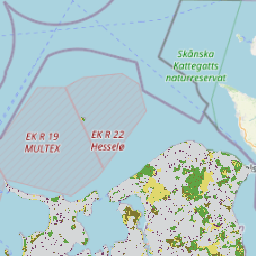 Skånska
Kattegatts
naturreservat
EK R 19
MULTEX
EK R 22
Hesselø